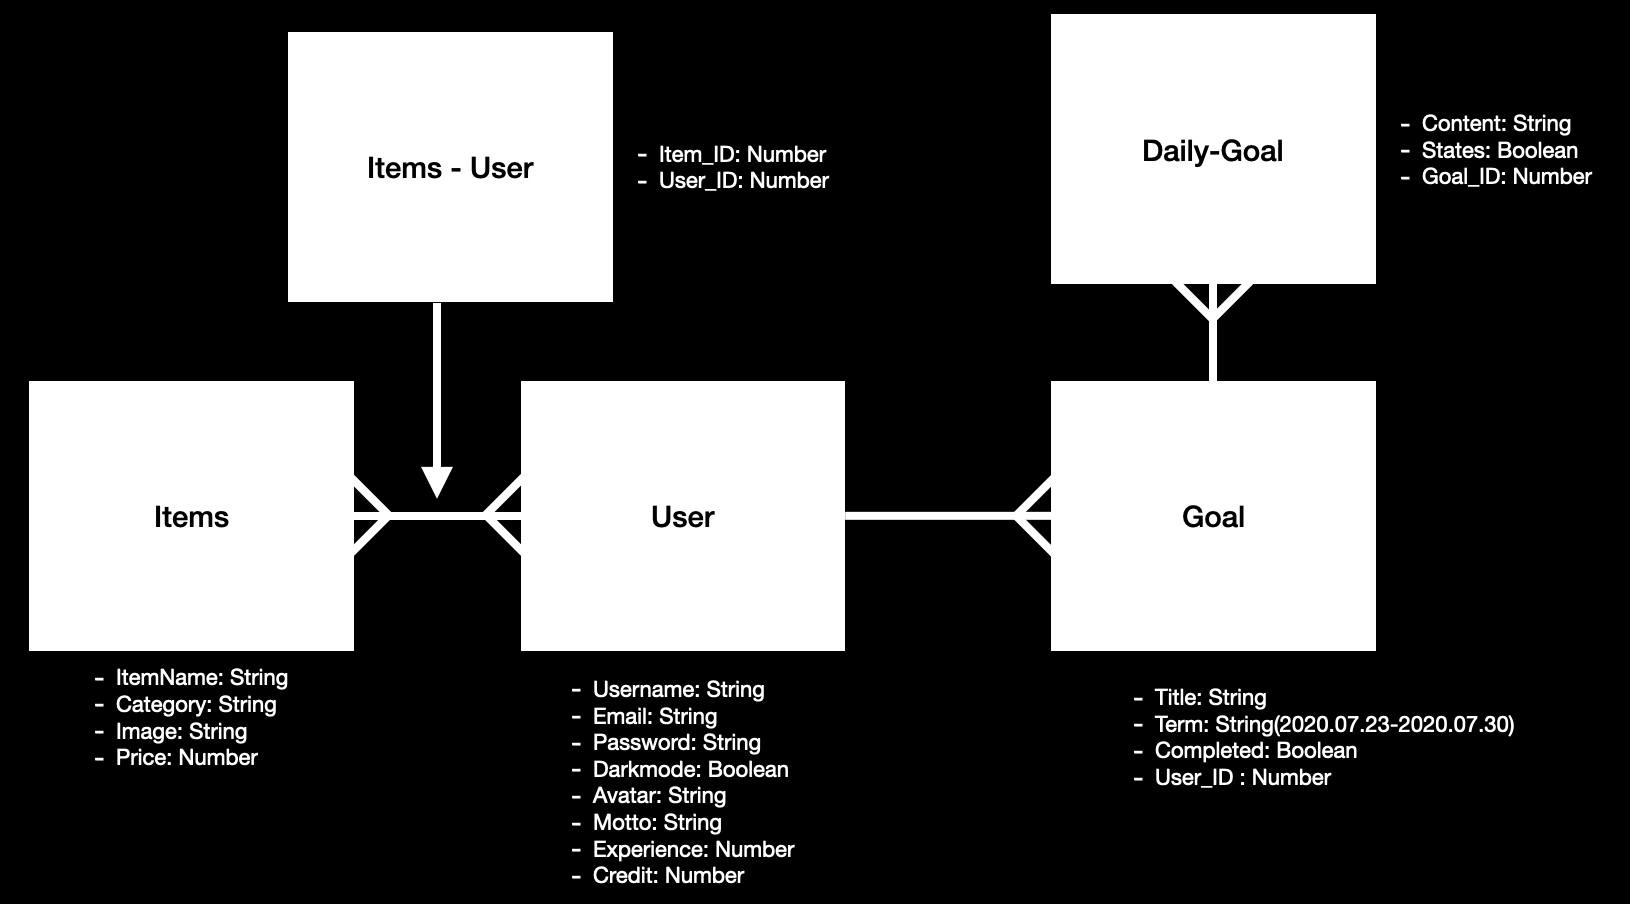 Items - User
- Item_ID: Number
- User_ID: Number
Daily-Goal
- Content: String
- States: Boolean
- Goal_ID: Number
Items
- ItemName: String
- Category: String
- Image: String
- Price: Number
User
- Username: String
- Email: String
- Password: String
- Darkmode: Boolean
- Avatar: String
- Motto: String
- Experience: Number
- Credit: Number
Goal
- Title: String
- Term: String(2020.07.23-2020.07.30)
- Completed: Boolean
- User_ID : Number